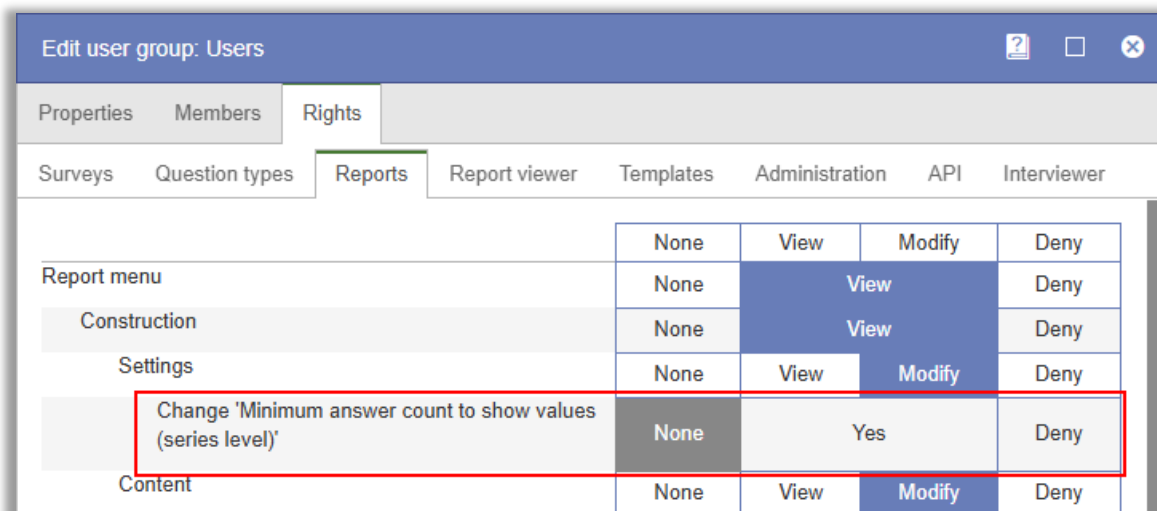 Edit user group: Users
Properties Members Rights
Surveys Question types Reports Report viewer Templates Administration API Interviewer
None View Modify Deny
Report menu None View Deny
Construction None View Deny
Settings None View Modify Deny
Change 'Minimum answer count to show values
(series level)' None Yes Deny
Content None View Modify Deny